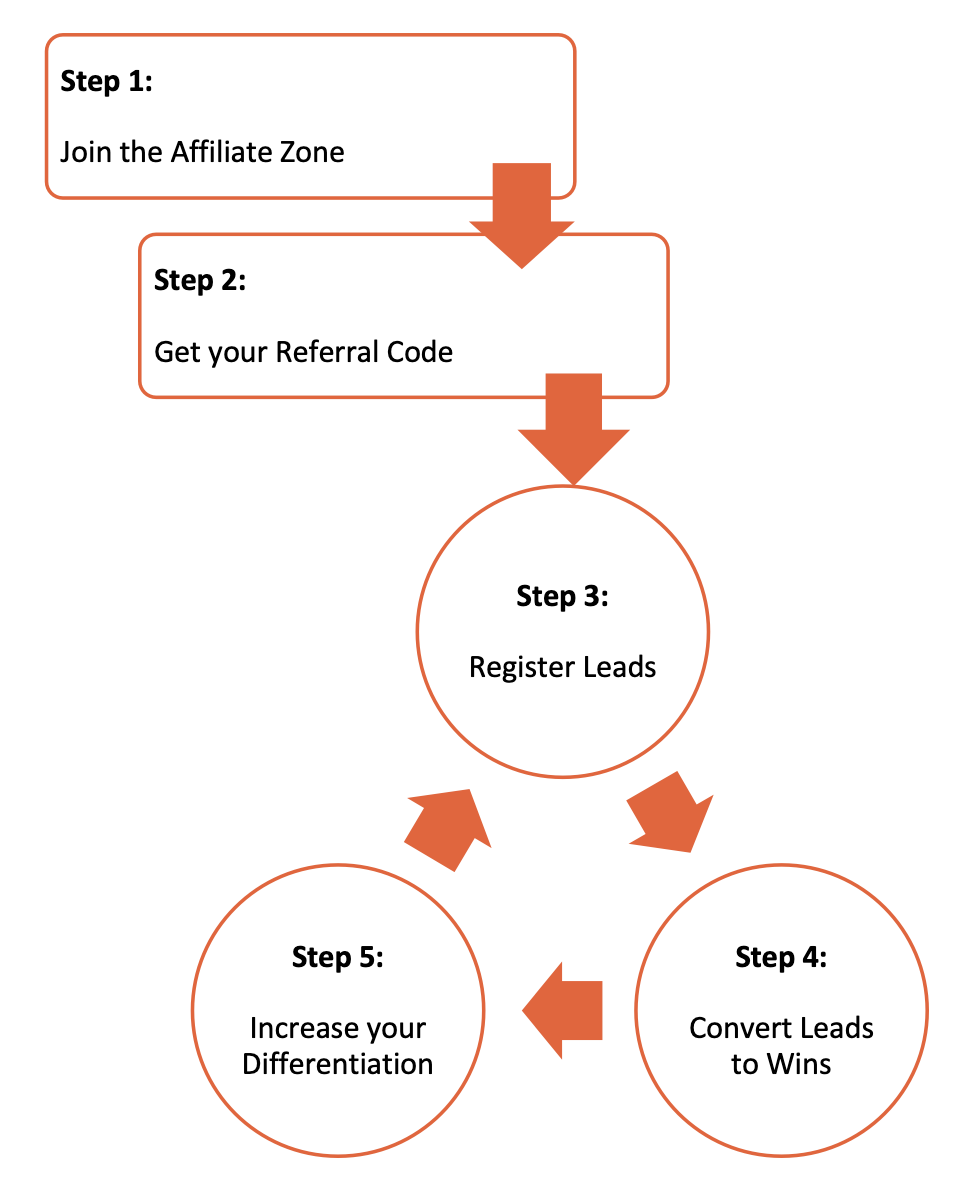 Step 1:
Join the Affiliate Zone
Step 2:
Get your Referral Code
Step 3:
Register Leads
Step 4:
Convert Leads
to Wins
Step 5:
Increase your
Differentiation